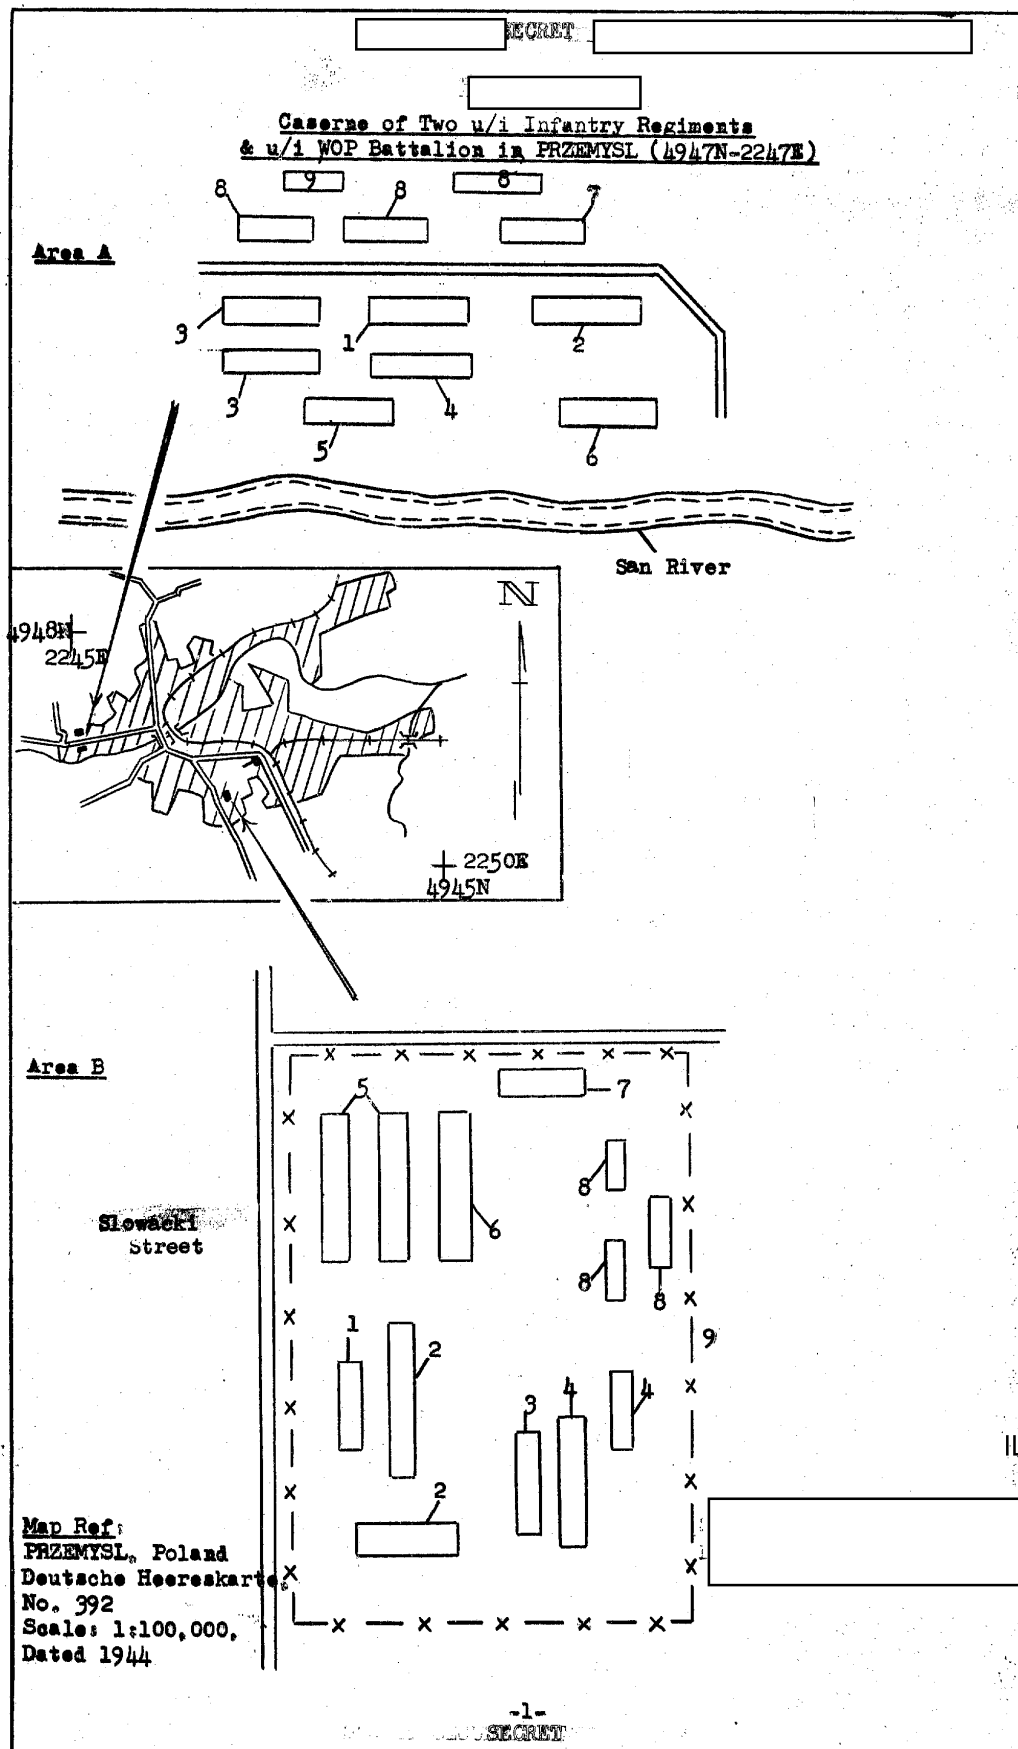 SECRET
Caserne of Two u/i Infantry Regiments
& u/i WOP Battalion in PRZEMYSL (4947N-2247E)
8 9 8 8 7
Area A
3 1 2
3 4
5 6
San River
N
4948N
2245E
2250E
4945N
Area B
5 7
8
6
Slowacki
Street
8 8
9
1 2
3 4 4
2
Map Ref:
PRZEMYSL, Poland
Deutsche Heereskarte,
No. 392
Scale: 1:100,000,
Dated 1944
-1-
SECRET